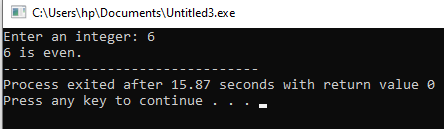 C:\Users\hp\Documents\Untitled3.exe
Enter an integer: 6
6 is even.
--------------------------------
Process exited after 15.87 seconds with return value 0
Press any key to continue . . .